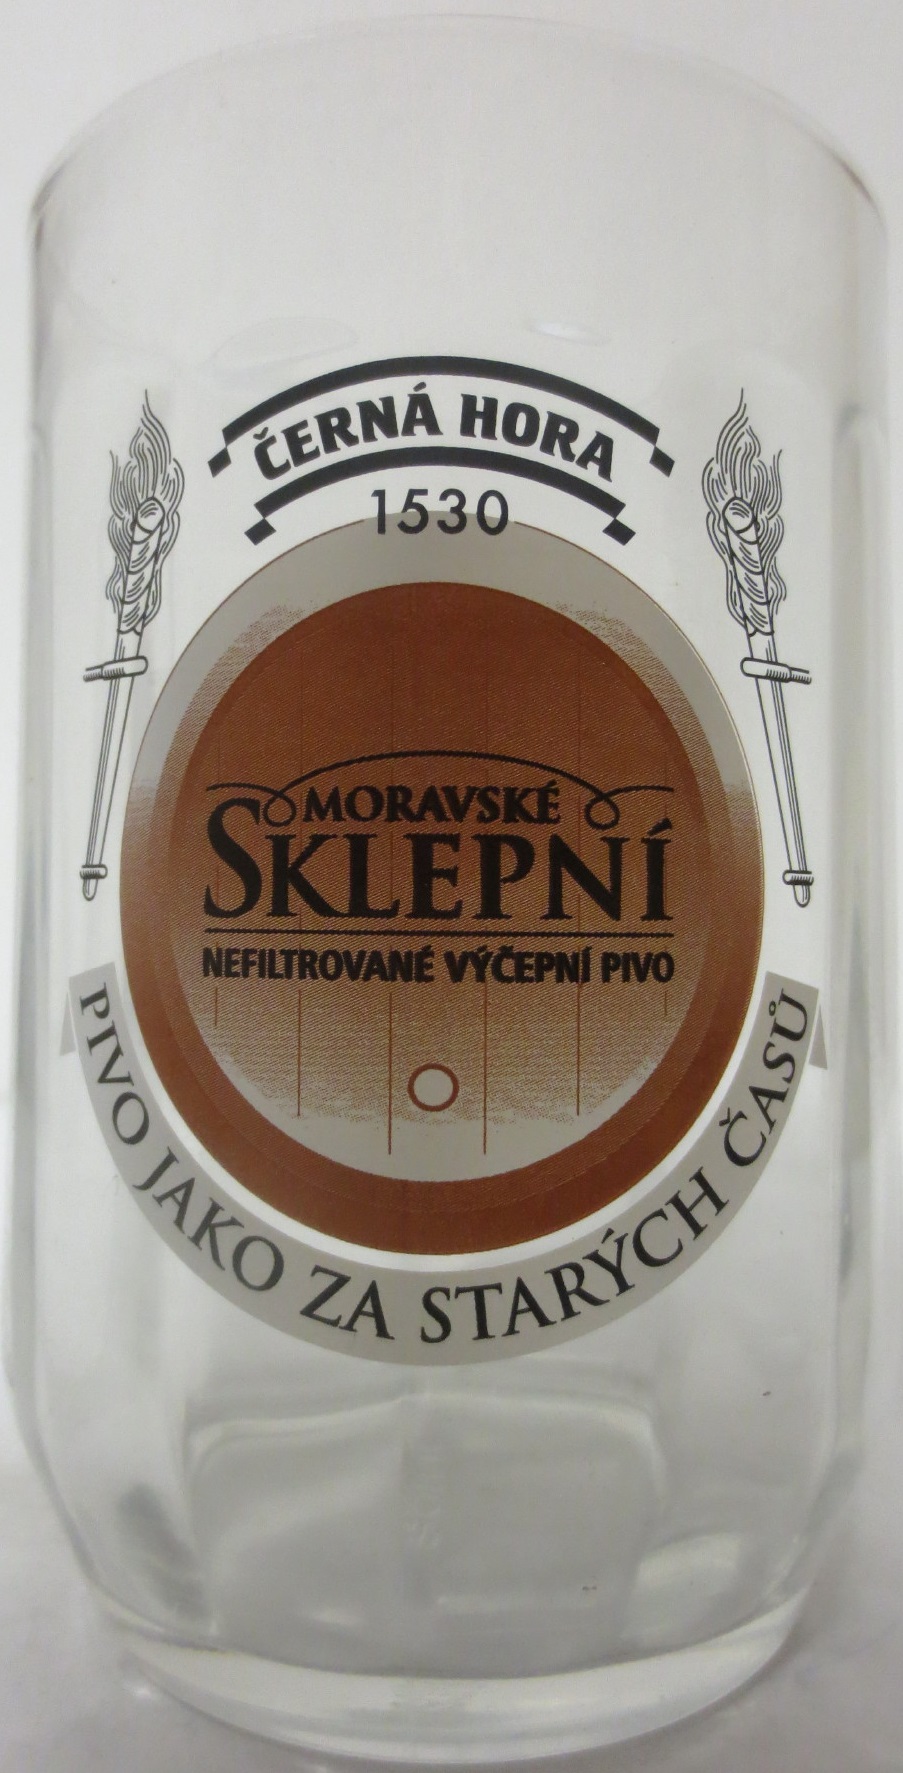 ČERNÁ HORA
1530
MORAVSKÉ
SKLEPNÍ
NEFILTROVANÉ VÝČEPNÍ PIVO
PIVO JAKO ZA STARÝCH ČASŮ